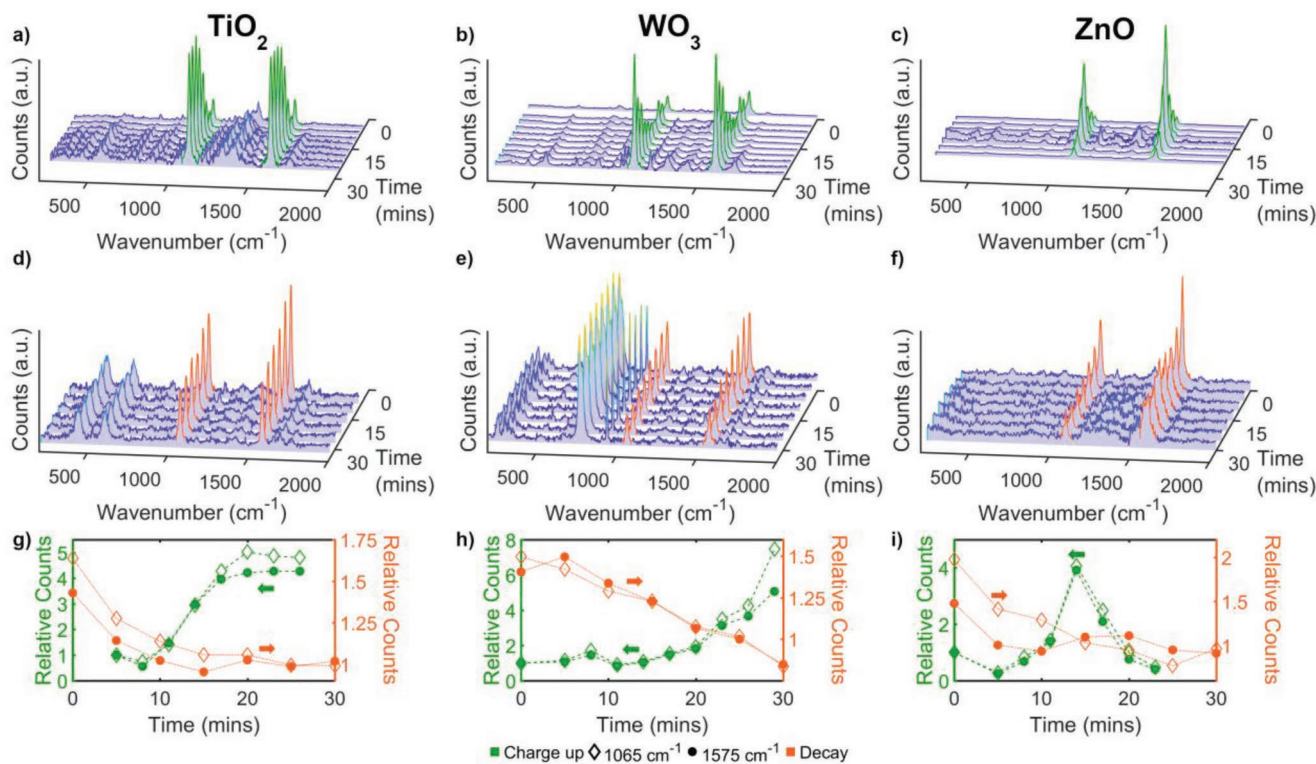 TiO2
WO3
ZnO
a)
b)
c)
Counts (a.u.)
Counts (a.u.)
Counts (a.u.)
0
15
30
Time
(mins)
0
15
30
Time
(mins)
0
15
30
Time
(mins)
500 1000 1500 2000
500 1000 1500 2000
500 1000 1500 2000
Wavenumber (cm-1)
Wavenumber (cm-1)
Wavenumber (cm-1)
d)
e)
f)
Counts (a.u.)
Counts (a.u.)
Counts (a.u.)
0
15
30
Time
(mins)
0
15
30
Time
(mins)
0
15
30
Time
(mins)
500 1000 1500 2000
500 1000 1500 2000
500 1000 1500 2000
Wavenumber (cm-1)
Wavenumber (cm-1)
Wavenumber (cm-1)
g)
Relative Counts
5
4
3
2
1
0
1.75
1.5
1.25
1
Relative Counts
0 10 20 30
Time (mins)
h)
Relative Counts
8
6
4
2
0
1.5
1.25
1
Relative Counts
0 10 20 30
Time (mins)
i)
Relative Counts
4
2
0
2
1.5
1
Relative Counts
0 10 20 30
Time (mins)
Charge up 1065 cm-1 1575 cm-1 Decay